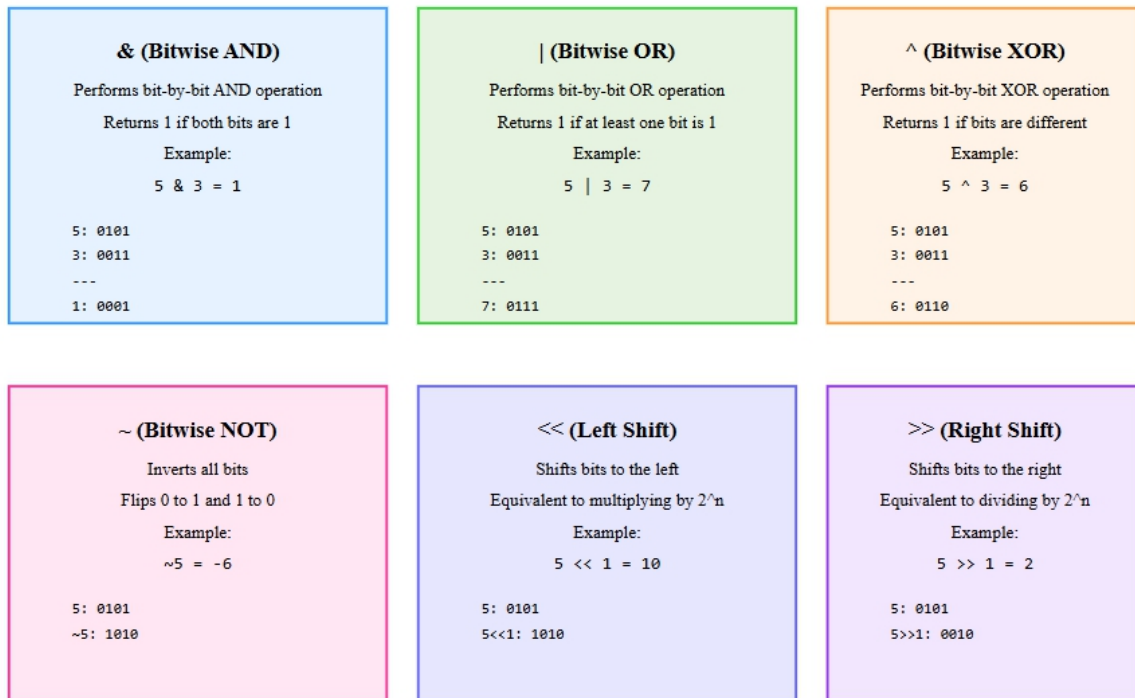 & (Bitwise AND)
Performs bit-by-bit AND operation
Returns 1 if both bits are 1
Example:
5 & 3 = 1
5: 0101
3: 0011
---
1: 0001
| (Bitwise OR)
Performs bit-by-bit OR operation
Returns 1 if at least one bit is 1
Example:
5 | 3 = 7
5: 0101
3: 0011
---
7: 0111
^ (Bitwise XOR)
Performs bit-by-bit XOR operation
Returns 1 if bits are different
Example:
5 ^ 3 = 6
5: 0101
3: 0011
---
6: 0110
~ (Bitwise NOT)
Inverts all bits
Flips 0 to 1 and 1 to 0
Example:
~5 = -6
5: 0101
~5: 1010
<< (Left Shift)
Shifts bits to the left
Equivalent to multiplying by 2^n
Example:
5 << 1 = 10
5: 0101
5<<1: 1010
>> (Right Shift)
Shifts bits to the right
Equivalent to dividing by 2^n
Example:
5 >> 1 = 2
5: 0101
5>>1: 0010